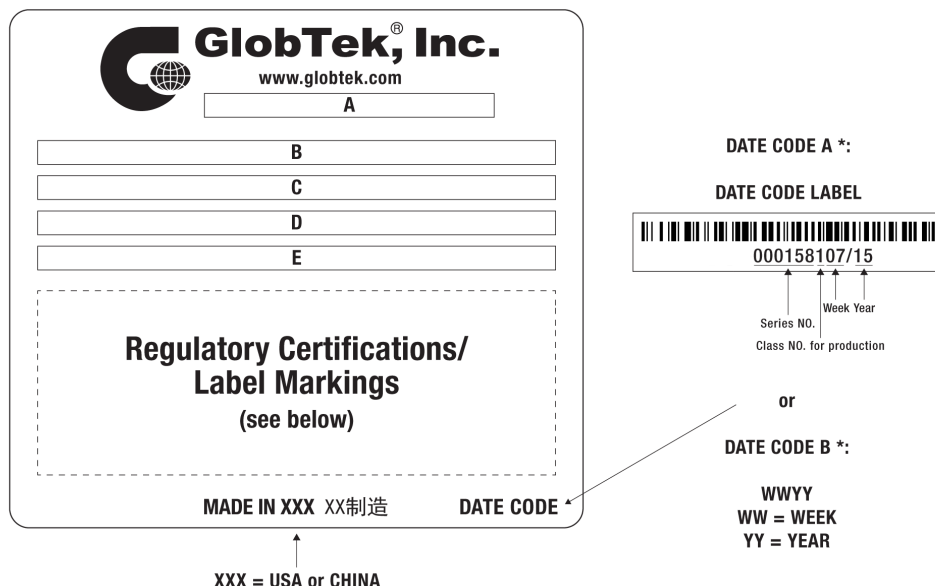 GlobTek,® Inc.
www.globtek.com
A
B
C
D
E
Regulatory Certifications/
Label Markings
(see below)
MADE IN XXX XX制造 DATE CODE
XXX = USA or CHINA
DATE CODE A *:
DATE CODE LABEL
000158107/15
Week Year
Series NO.
Class NO. for production
or
DATE CODE B *:
WWYY
WW = WEEK
YY = YEAR